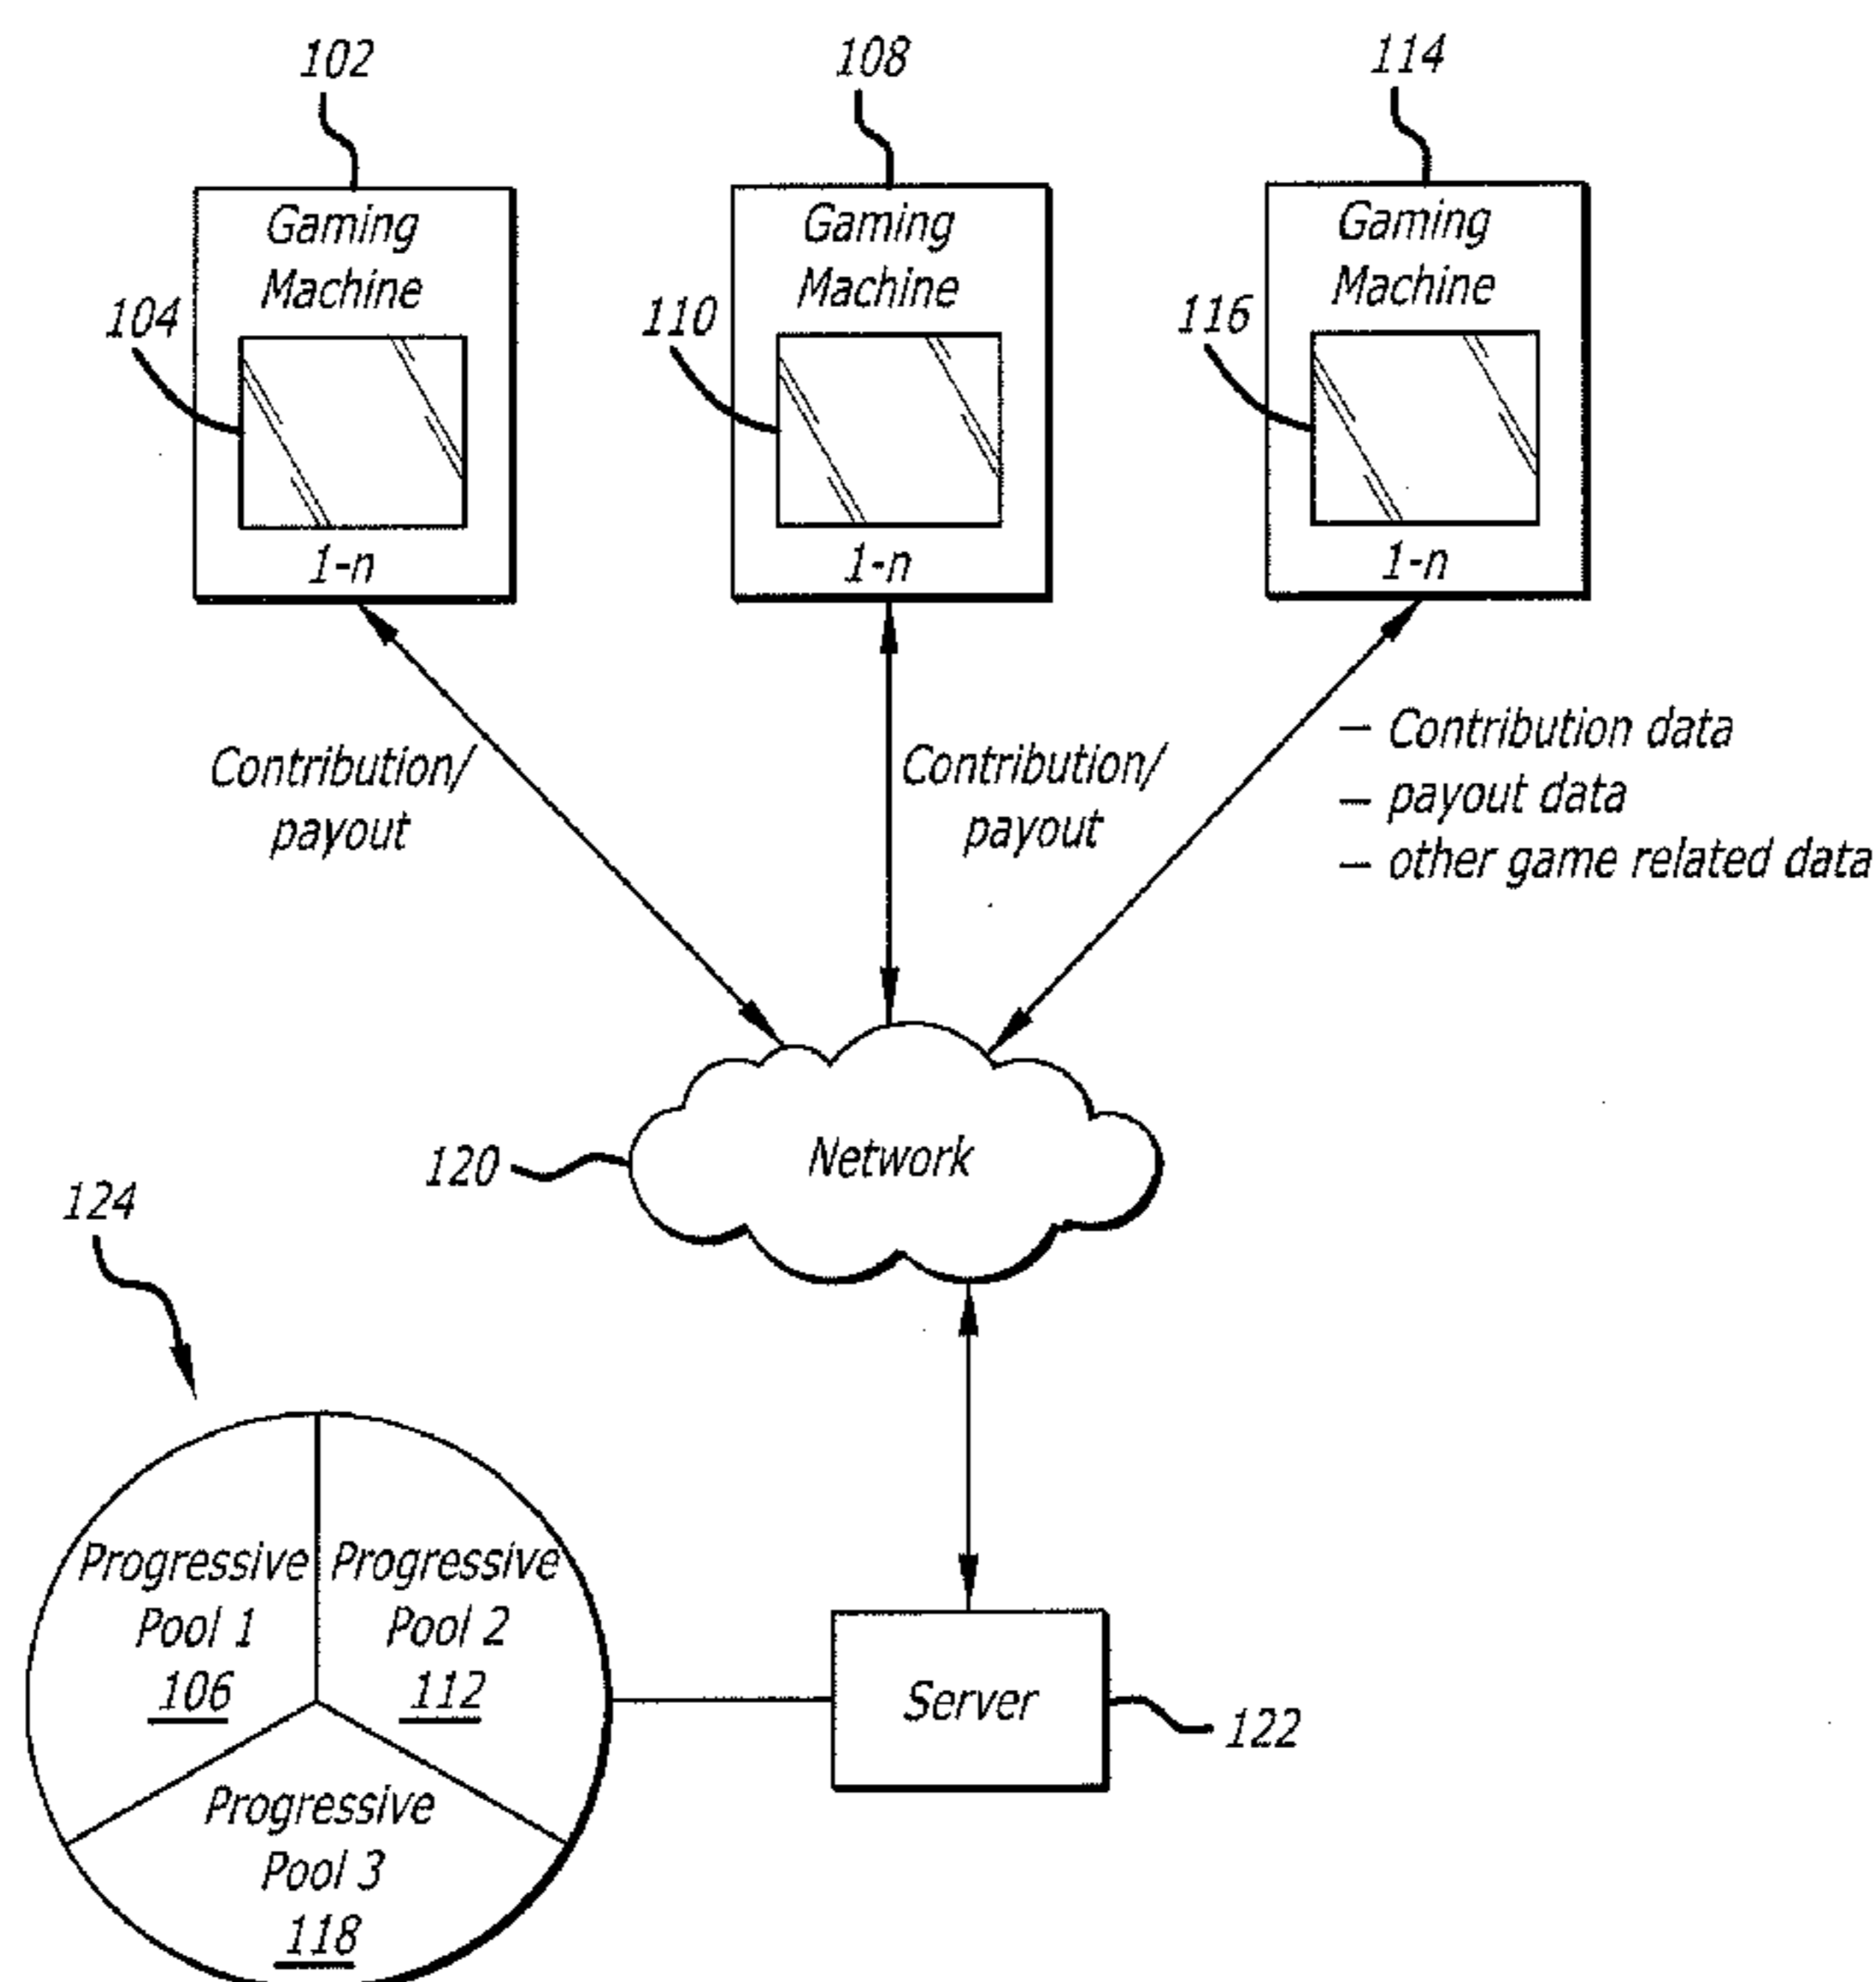 102
108
114
Gaming
Machine
Gaming
Machine
Gaming
Machine
104
110
116
1-n
1-n
1-n
Contribution/
payout
Contribution/
payout
– Contribution data
– payout data
– other game related data
120
Network
124
Progressive
Pool 1
106
Progressive
Pool 2
112
Progressive
Pool 3
118
Server
122